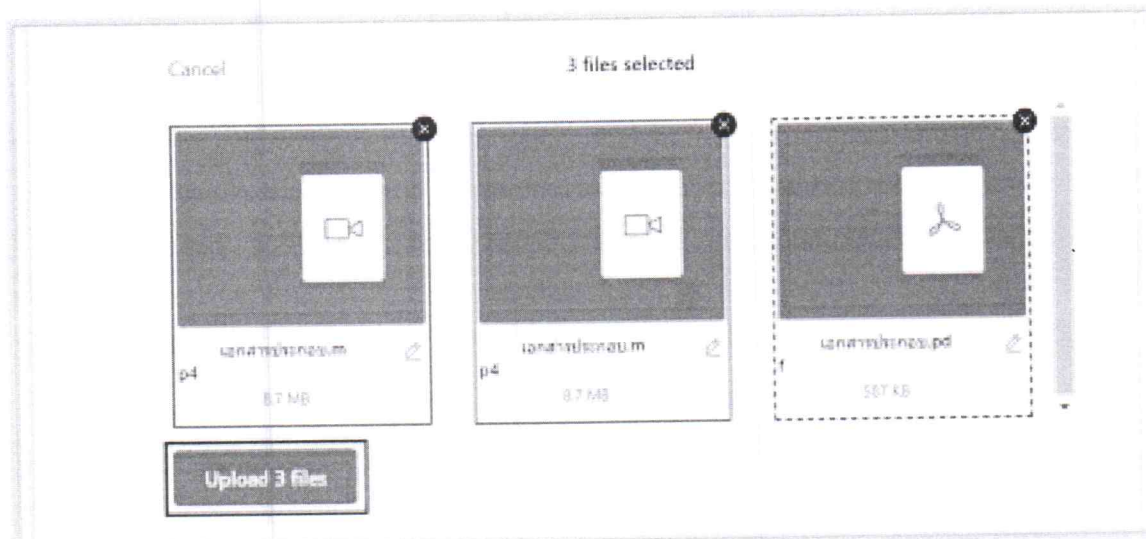 Cancel
3 files selected
เอกสารประกอบ.m
p4
8.7 MB
เอกสารประกอบ.m
p4
8.7 MB
เอกสารประกอบ.pd
f
567 KB
Upload 3 files